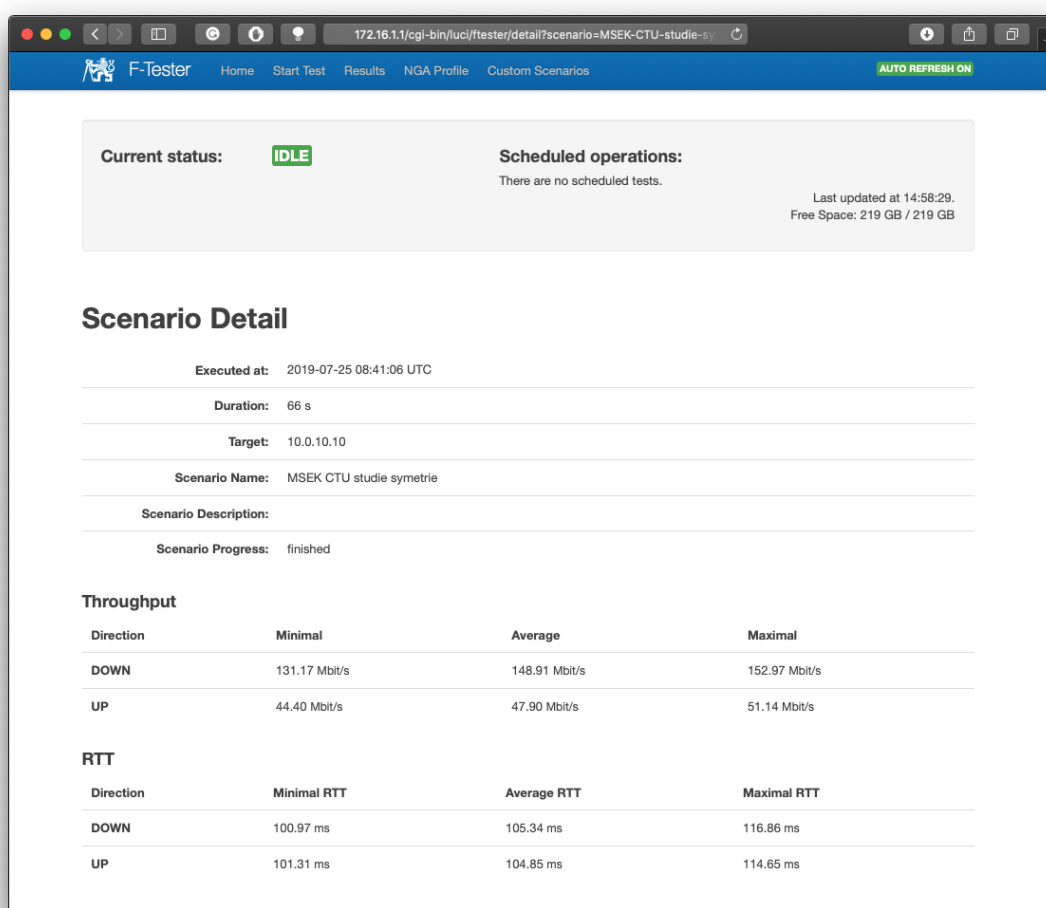 172.16.1.1/cgi-bin/luci/ftester/detail?scenario=MSEK-CTU-studie-sy
F-Tester Home Start Test Results NGA Profile Custom Scenarios AUTO REFRESH ON
Current status: IDLE Scheduled operations:
There are no scheduled tests.
Last updated at 14:58:29.
Free Space: 219 GB / 219 GB
Scenario Detail
Executed at: 2019-07-25 08:41:06 UTC
Duration: 66 s
Target: 10.0.10.10
Scenario Name: MSEK CTU studie symetrie
Scenario Description:
Scenario Progress: finished
Throughput
Direction Minimal Average Maximal
DOWN 131.17 Mbit/s 148.91 Mbit/s 152.97 Mbit/s
UP 44.40 Mbit/s 47.90 Mbit/s 51.14 Mbit/s
RTT
Direction Minimal RTT Average RTT Maximal RTT
DOWN 100.97 ms 105.34 ms 116.86 ms
UP 101.31 ms 104.85 ms 114.65 ms